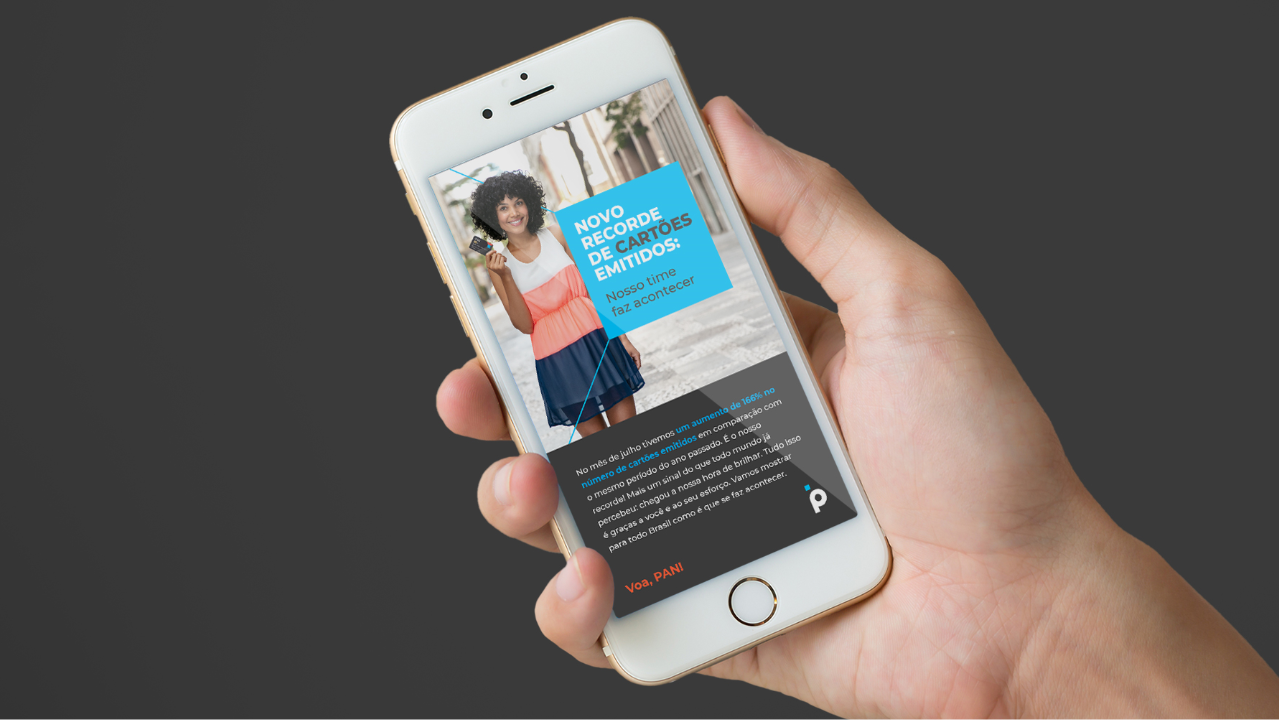 NOVO
RECORDE
DE CARTÕES
EMITIDOS:
Nosso time
faz acontecer
No mês de julho tivemos um aumento de 166% no
número de cartões emitidos em comparação com
o mesmo período do ano passado. É o nosso
recorde! Mais um sinal do que todo mundo já
percebeu: chegou a nossa hora de brilhar. Tudo isso
é graças a você e ao seu esforço. Vamos mostrar
para todo Brasil como é que se faz acontecer.
Voa, PAN!